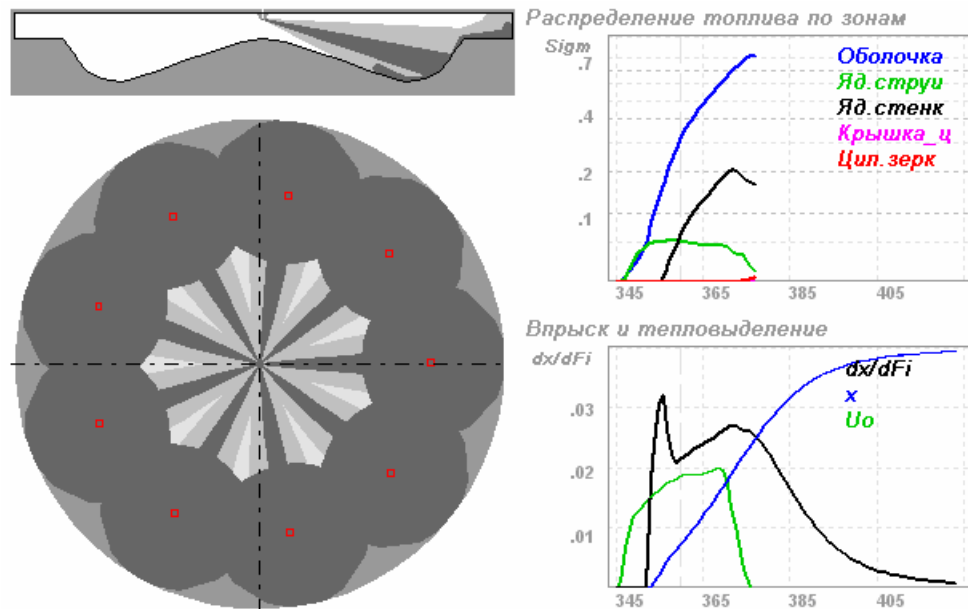 Распределение топлива по зонам
Sigm
.7
.4
.2
.1
Оболочка
Яд.струи
Яд.стенк
Крышка_ц
Цил.зерк
345 365 385 405
Впрыск и тепловыделение
dx/dFi
.03
.02
.01
dx/dFi
x
Uo
345 365 385 405